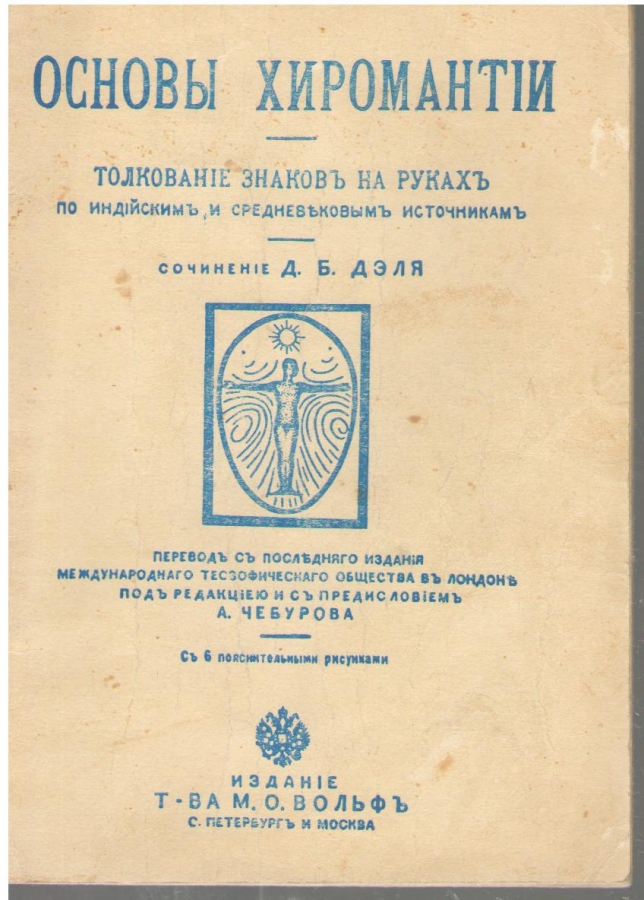 ОСНОВЫ ХИРОМАНТІИ
ТОЛКОВАНІЕ ЗНАКОВЪ НА РУКАХЪ
ПО ИНДІЙСКИМЪ И СРЕДНЕВѢКОВЫМЪ ИСТОЧНИКАМЪ
СОЧИНЕНІЕ Д. Б. ДЭЛЯ
ПЕРЕВОДЪ СЪ ПОСЛѢДНЯГО ИЗДАНІЯ
МЕЖДУНАРОДНАГО ТЕОЗОФИЧЕСКАГО ОБЩЕСТВА ВЪ ЛОНДОНѢ
ПОДЪ РЕДАКЦІЕЮ И СЪ ПРЕДИСЛОВІЕМЪ
А. ЧЕБУРОВА
Съ 6 пояснительными рисунками
ИЗДАНІЕ
Т-ВА М. О. ВОЛЬФЪ
С. ПЕТЕРБУРГЪ И МОСКВА